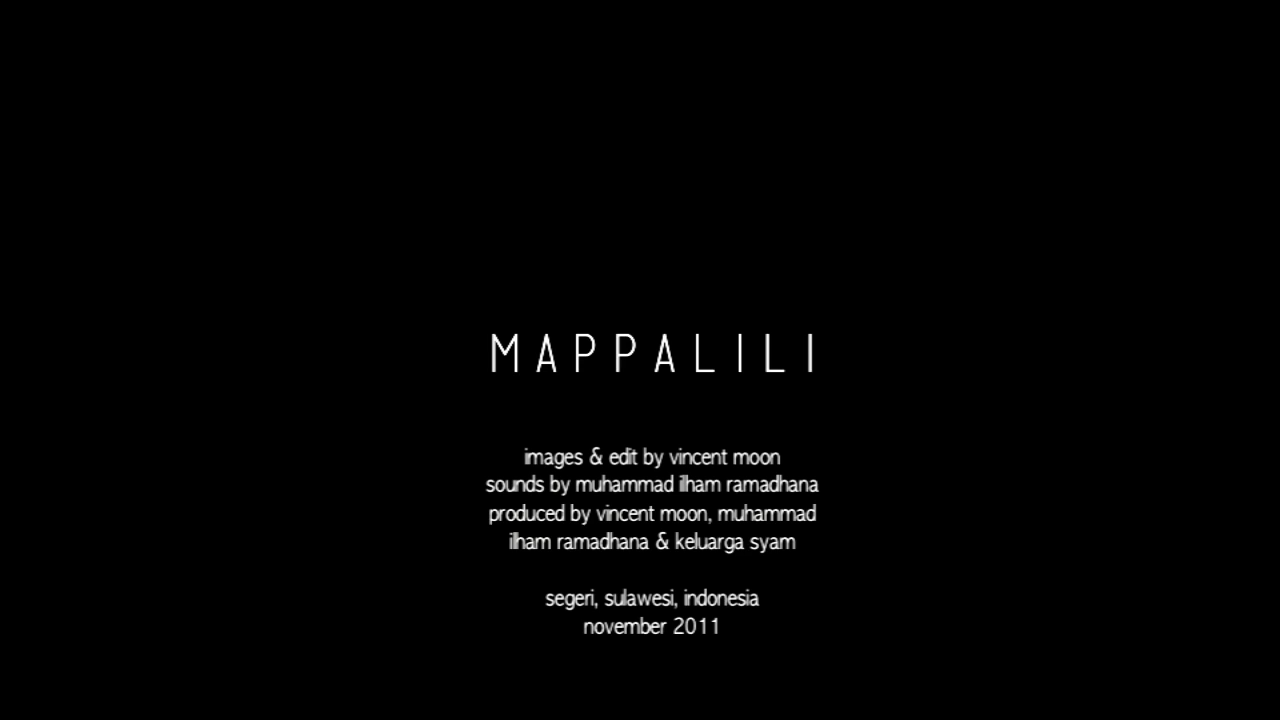 MAPPALILI
images & edit by vincent moon
sounds by muhammad ilham ramadhana
produced by vincent moon, muhammad
ilham ramadhana & keluarga syam
segeri, sulawesi, indonesia
november 2011